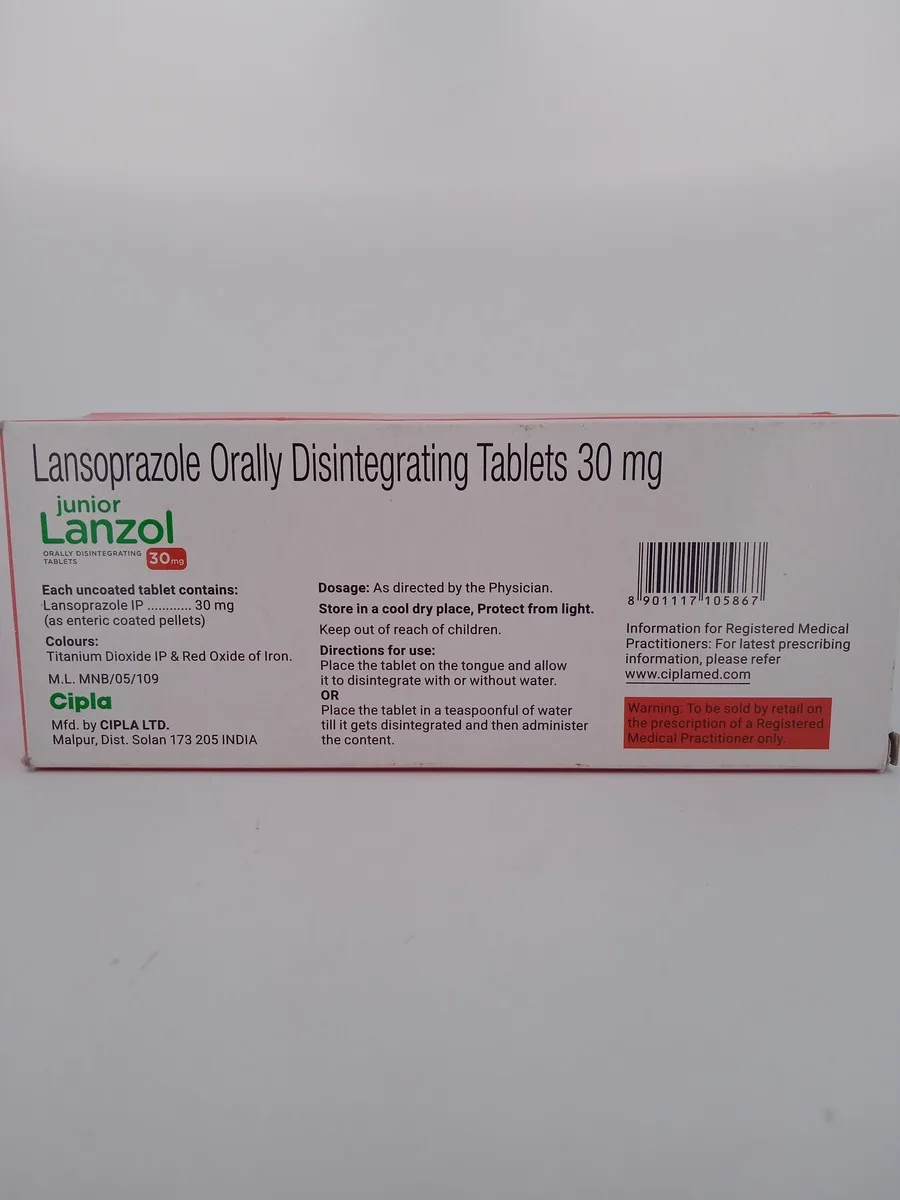 Lansoprazole Orally Disintegrating Tablets 30 mg
junior
Lanzol
ORALLY DISINTEGRATING
TABLETS
30mg
Each uncoated tablet contains:
Lansoprazole IP ............ 30 mg
(as enteric coated pellets)
Colours:
Titanium Dioxide IP & Red Oxide of Iron.
M.L. MNB/05/109
Cipla
Mfd. by CIPLA LTD.
Malpur, Dist. Solan 173 205 INDIA
Dosage: As directed by the Physician.
Store in a cool dry place, Protect from light.
Keep out of reach of children.
Directions for use:
Place the tablet on the tongue and allow
it to disintegrate with or without water.
OR
Place the tablet in a teaspoonful of water
till it gets disintegrated and then administer
the content.
8 901117 105867
Information for Registered Medical
Practitioners: For latest prescribing
information, please refer
www.ciplamed.com
Warning: To be sold by retail on
the prescription of a Registered
Medical Practitioner only.